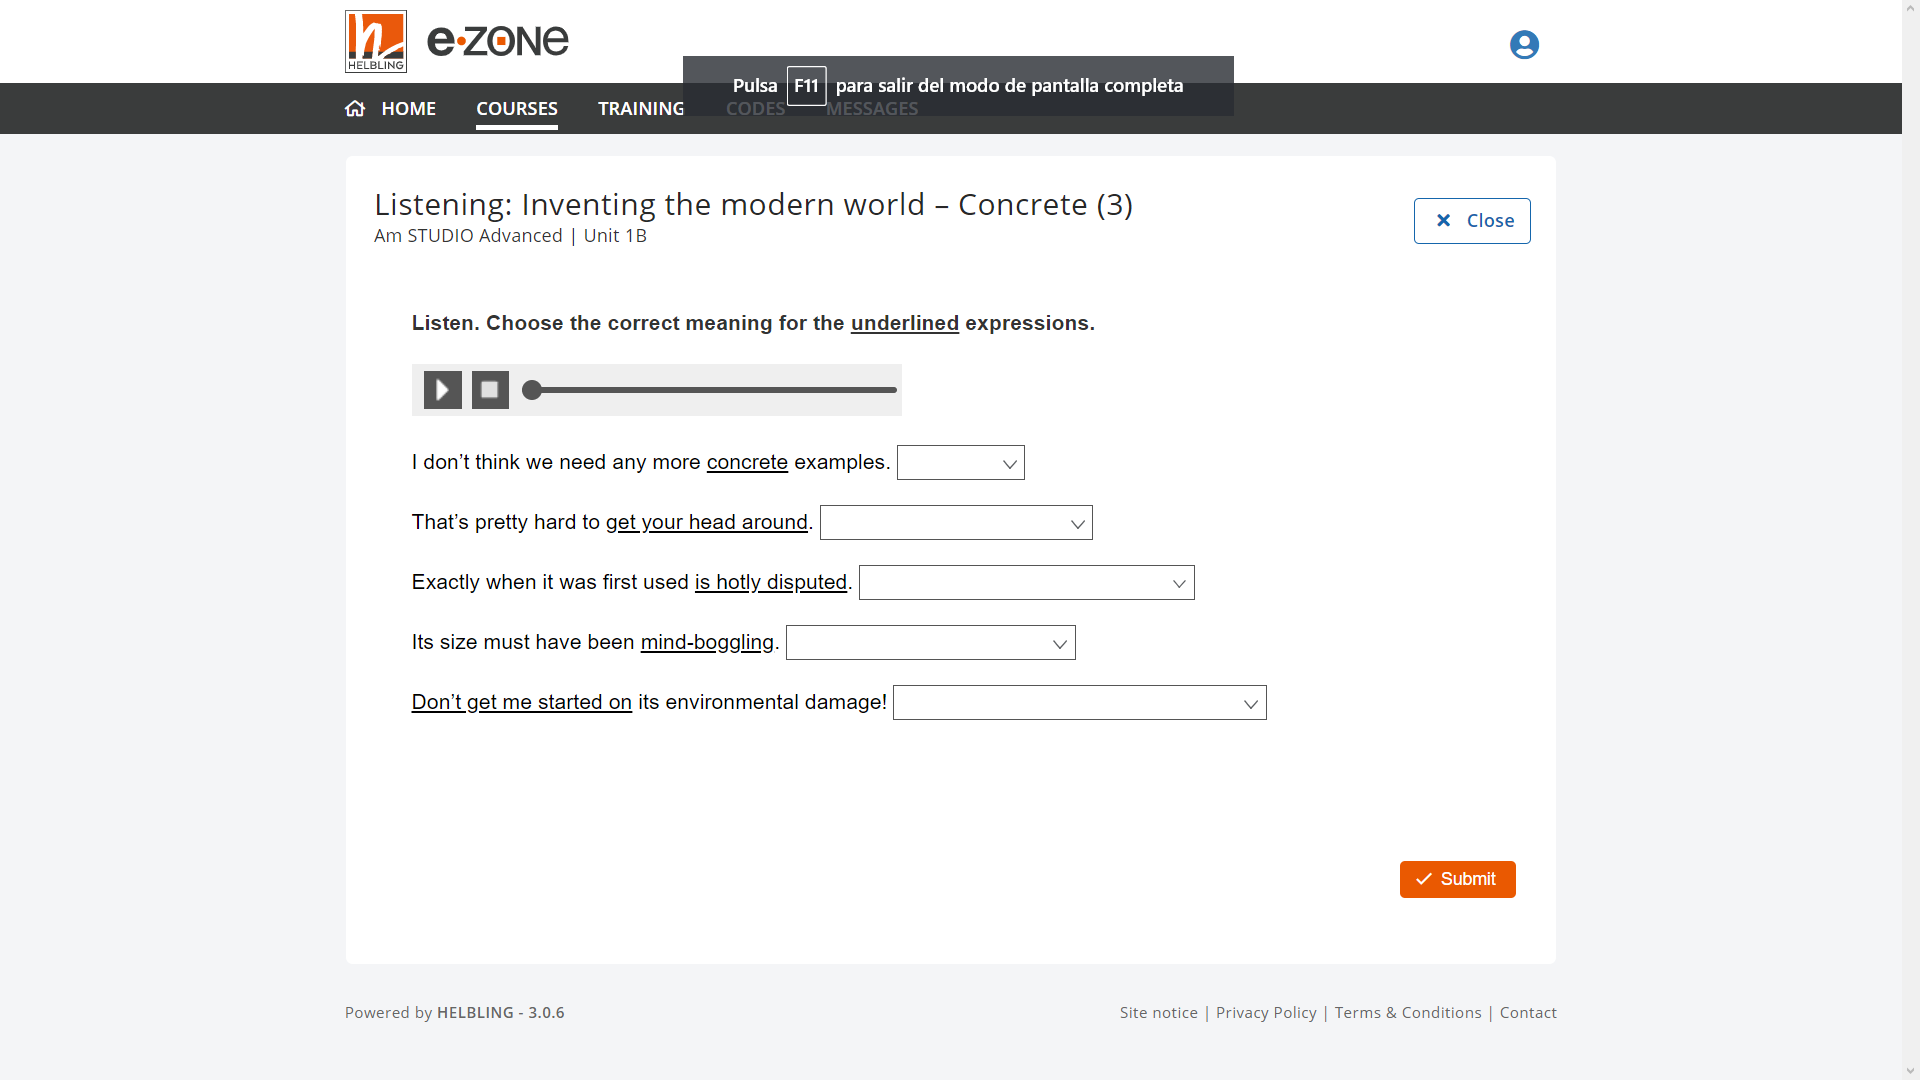 HELBLING
e·zone
Pulsa F11 para salir del modo de pantalla completa
HOME COURSES TRAINING CODES MESSAGES
Listening: Inventing the modern world – Concrete (3)
Am STUDIO Advanced | Unit 1B
Close
Listen. Choose the correct meaning for the underlined expressions.
I don’t think we need any more concrete examples.
That’s pretty hard to get your head around.
Exactly when it was first used is hotly disputed.
Its size must have been mind-boggling.
Don’t get me started on its environmental damage!
Submit
Powered by HELBLING - 3.0.6
Site notice | Privacy Policy | Terms & Conditions | Contact